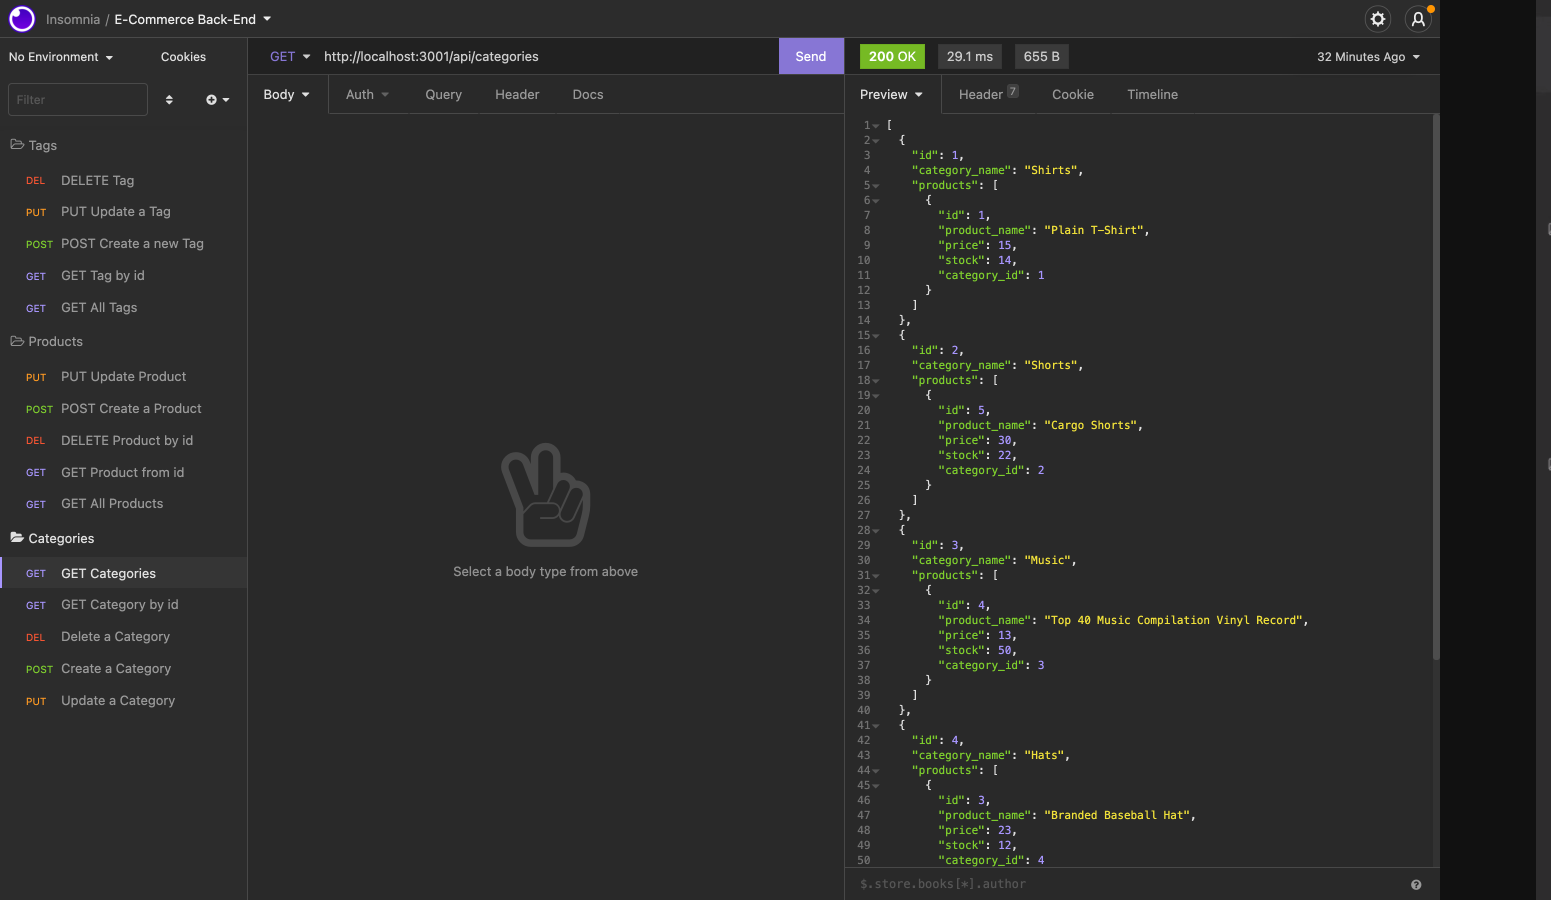 Insomnia / E-Commerce Back-End
No Environment
Cookies
Filter
Tags
DEL DELETE Tag
PUT PUT Update a Tag
POST POST Create a new Tag
GET GET Tag by id
GET GET All Tags
Products
PUT PUT Update Product
POST POST Create a Product
DEL DELETE Product by id
GET GET Product from id
GET GET All Products
Categories
GET GET Categories
GET GET Category by id
DEL Delete a Category
POST Create a Category
PUT Update a Category
GET http://localhost:3001/api/categories Send
Body Auth Query Header Docs
Select a body type from above
200 OK 29.1 ms 655 B 32 Minutes Ago
Preview Header 7 Cookie Timeline
1 [
2 {
3 "id": 1,
4 "category_name": "Shirts",
5 "products": [
6 {
7 "id": 1,
8 "product_name": "Plain T-Shirt",
9 "price": 15,
10 "stock": 14,
11 "category_id": 1
12 }
13 ]
14 },
15 {
16 "id": 2,
17 "category_name": "Shorts",
18 "products": [
19 {
20 "id": 5,
21 "product_name": "Cargo Shorts",
22 "price": 30,
23 "stock": 22,
24 "category_id": 2
25 }
26 ]
27 },
28 {
29 "id": 3,
30 "category_name": "Music",
31 "products": [
32 {
33 "id": 4,
34 "product_name": "Top 40 Music Compilation Vinyl Record",
35 "price": 13,
36 "stock": 50,
37 "category_id": 3
38 }
39 ]
40 },
41 {
42 "id": 4,
43 "category_name": "Hats",
44 "products": [
45 {
46 "id": 3,
47 "product_name": "Branded Baseball Hat",
48 "price": 23,
49 "stock": 12,
50 "category_id": 4
$.store.books[*].author